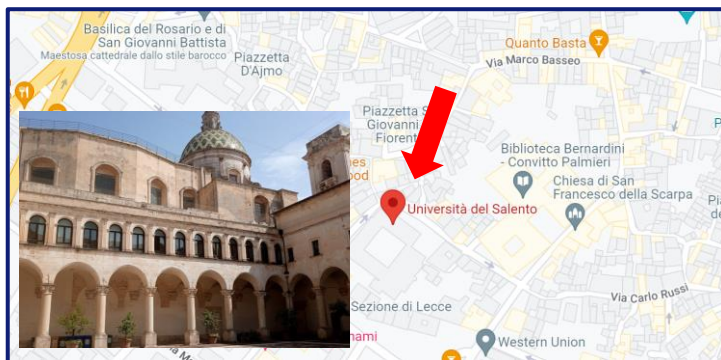 Basilica del Rosario e di
San Giovanni Battista
Maestosa cattedrale dallo stile barocco
Piazzetta
D'Ajmo
Quanto Basta
Via Marco Basseo
Piazzetta S
Giovanni
Fiorent
Biblioteca Bernardini
- Convitto Palmieri
Chiesa di San
Francesco della Scarpa
Università del Salento
Sezione di Lecce
Via Carlo Russi
Western Union